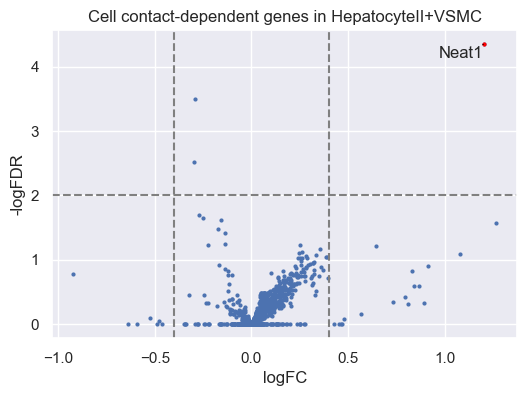 Cell contact-dependent genes in HepatocyteII+VSMC
Neat1
4
3
2
1
0
-logFDR
-1.0 -0.5 0.0 0.5 1.0
logFC